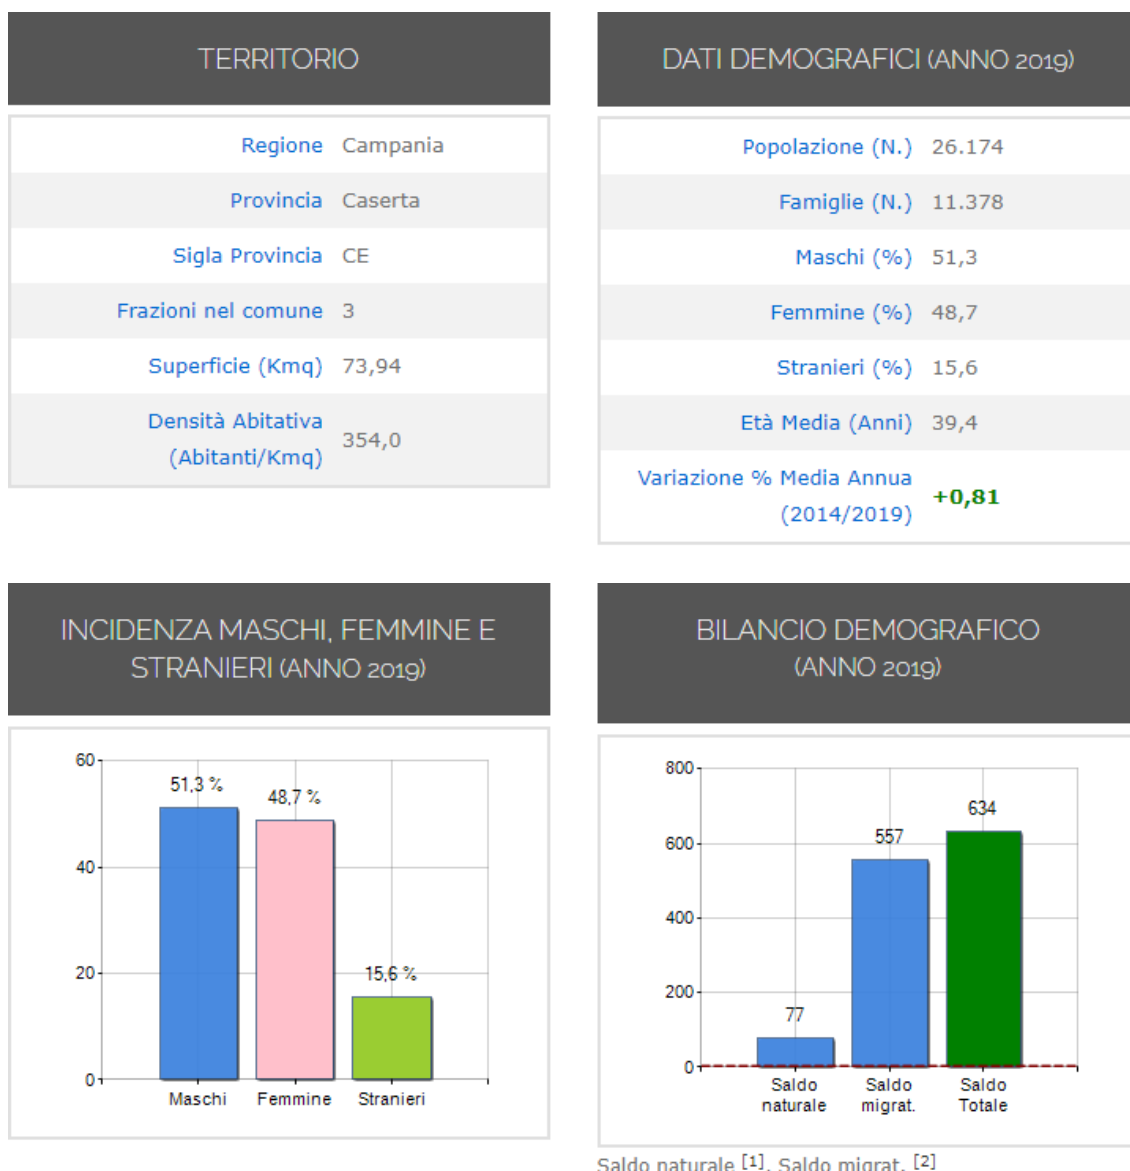 TERRITORIO
Regione Campania
Provincia Caserta
Sigla Provincia CE
Frazioni nel comune 3
Superficie (Kmq) 73,94
Densità Abitativa
(Abitanti/Kmq) 354,0
DATI DEMOGRAFICI (ANNO 2019)
Popolazione (N.) 26.174
Famiglie (N.) 11.378
Maschi (%) 51,3
Femmine (%) 48,7
Stranieri (%) 15,6
Età Media (Anni) 39,4
Variazione % Media Annua
(2014/2019) +0,81
INCIDENZA MASCHI, FEMMINE E
STRANIERI (ANNO 2019)
60
51,3 %
48,7 %
40
20
15,6 %
0
Maschi Femmine Stranieri
BILANCIO DEMOGRAFICO
(ANNO 2019)
800
634
600
557
400
200
77
0
Saldo naturale
Saldo migrat.
Saldo Totale
Saldo naturale [1], Saldo migrat. [2]